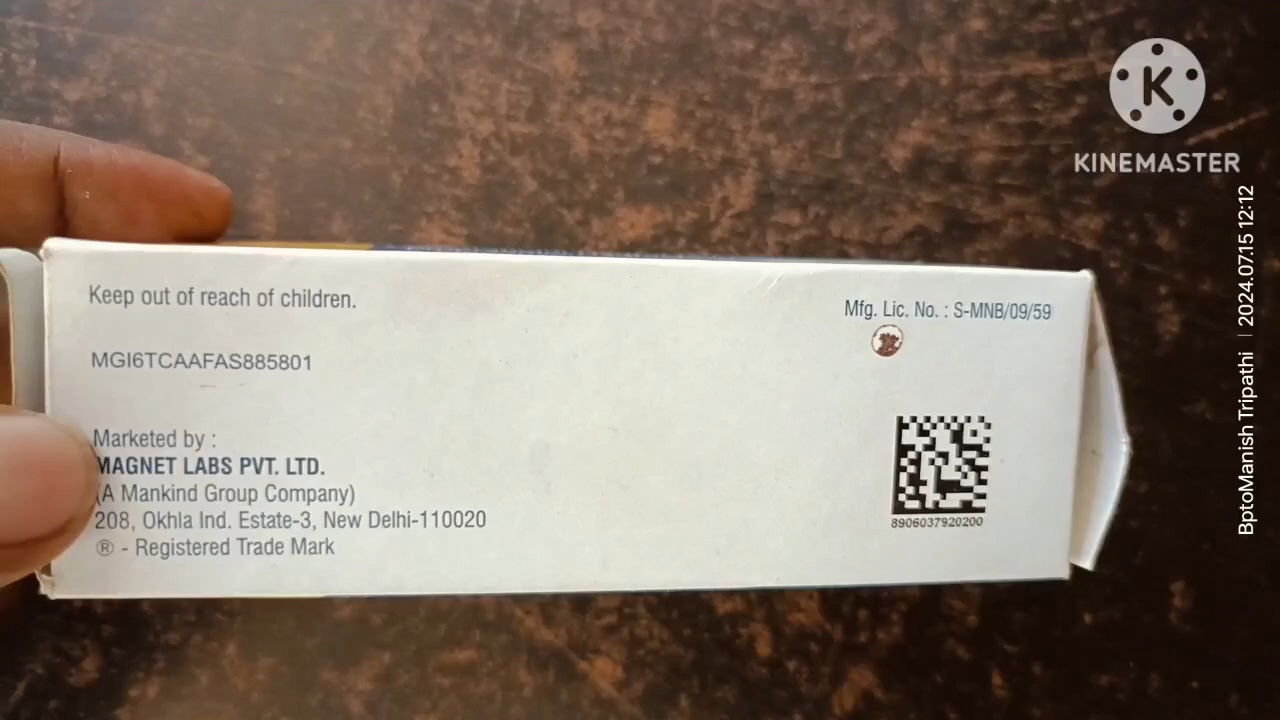 K
KINEMASTER
Keep out of reach of children.
MGI6TCAAFAS885801
Marketed by :
MAGNET LABS PVT. LTD.
(A Mankind Group Company)
208, Okhla Ind. Estate-3, New Delhi-110020
® - Registered Trade Mark
Mfg. Lic. No. : S-MNB/09/59
8906037920200
BptoManish Tripathi | 2024.07.15 12:12